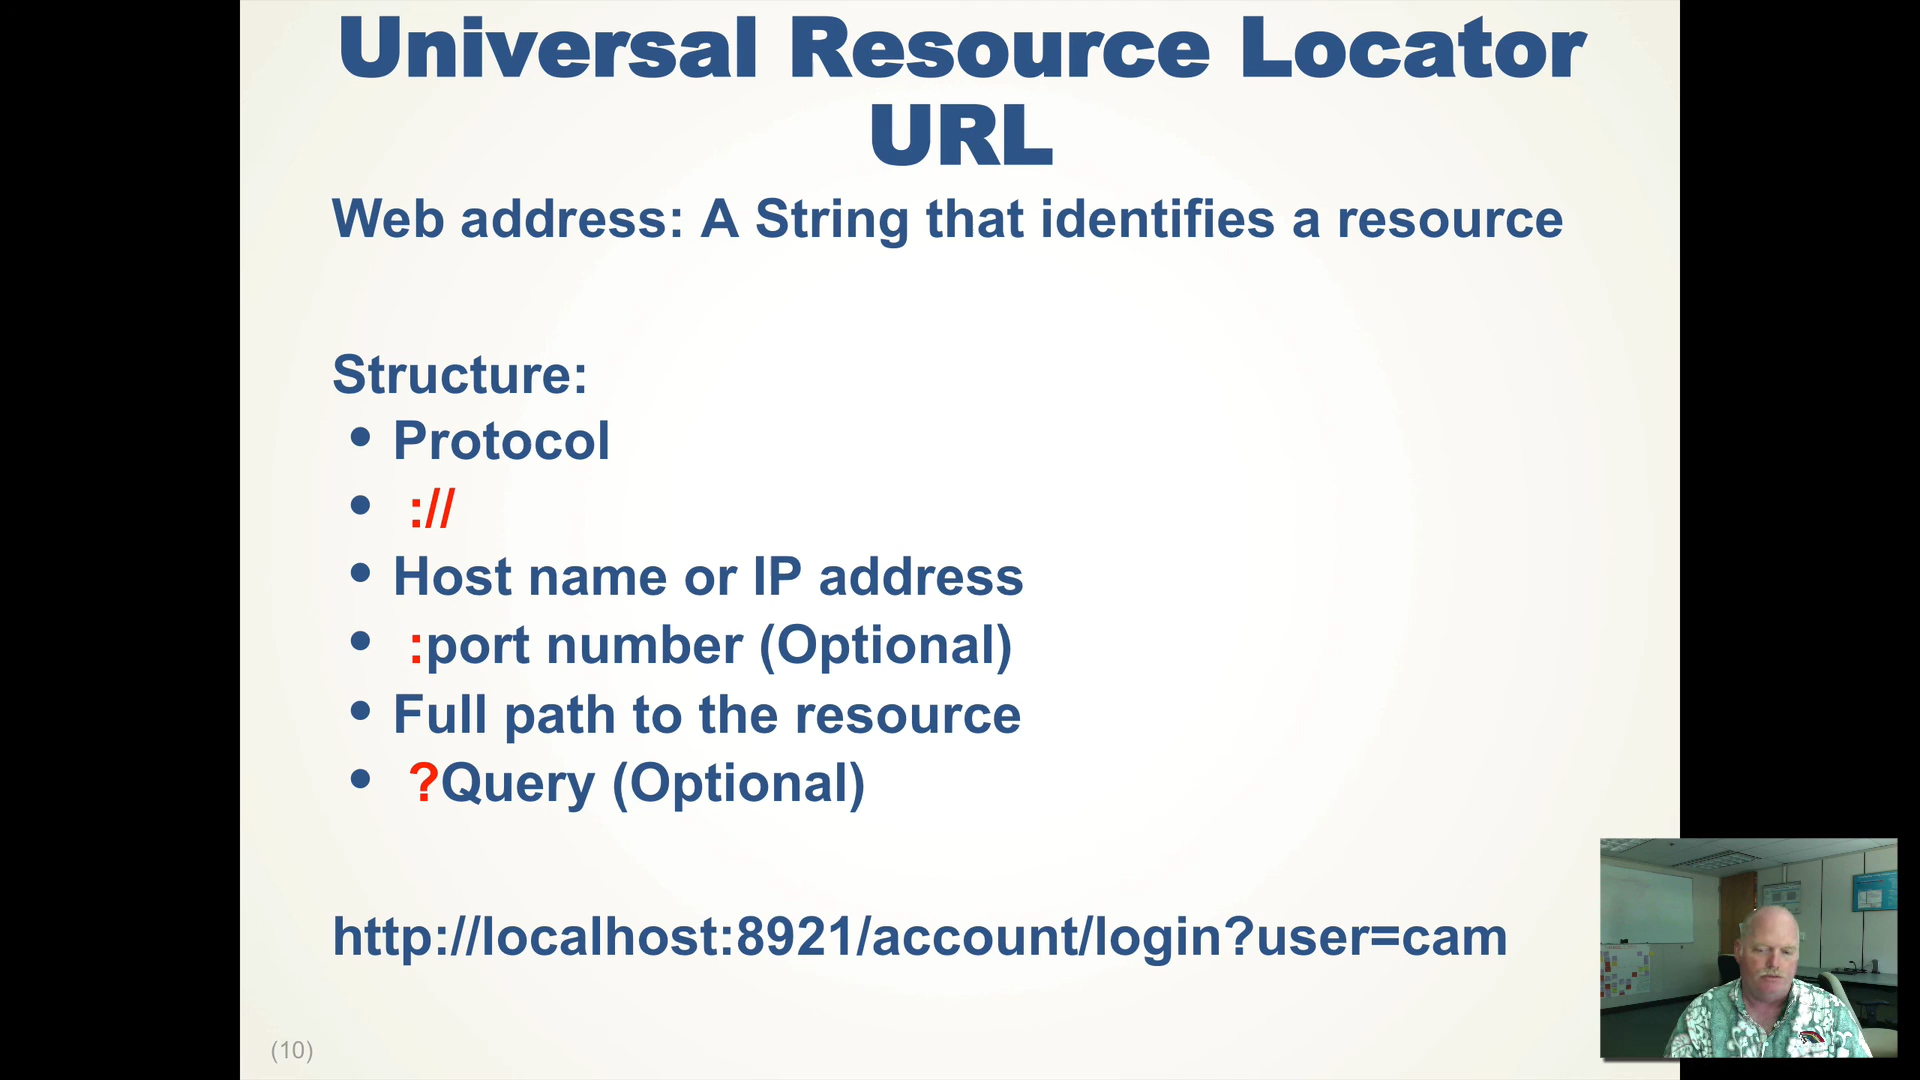 Universal Resource Locator
URL
Web address: A String that identifies a resource
Structure:
• Protocol
• ://
• Host name or IP address
• :port number (Optional)
• Full path to the resource
• ?Query (Optional)
http://localhost:8921/account/login?user=cam
(10)